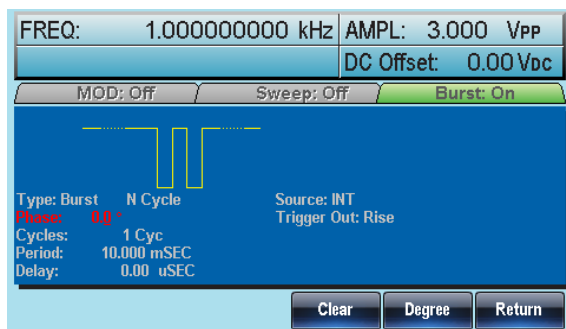 FREQ: 1.000000000 kHz AMPL: 3.000 VPP
DC Offset: 0.00 VDC
MOD: Off Sweep: Off Burst: On
Type: Burst N Cycle Source: INT
Phase: 0.0 ° Trigger Out: Rise
Cycles: 1 Cyc
Period: 10.000 mSEC
Delay: 0.00 uSEC
Clear Degree Return